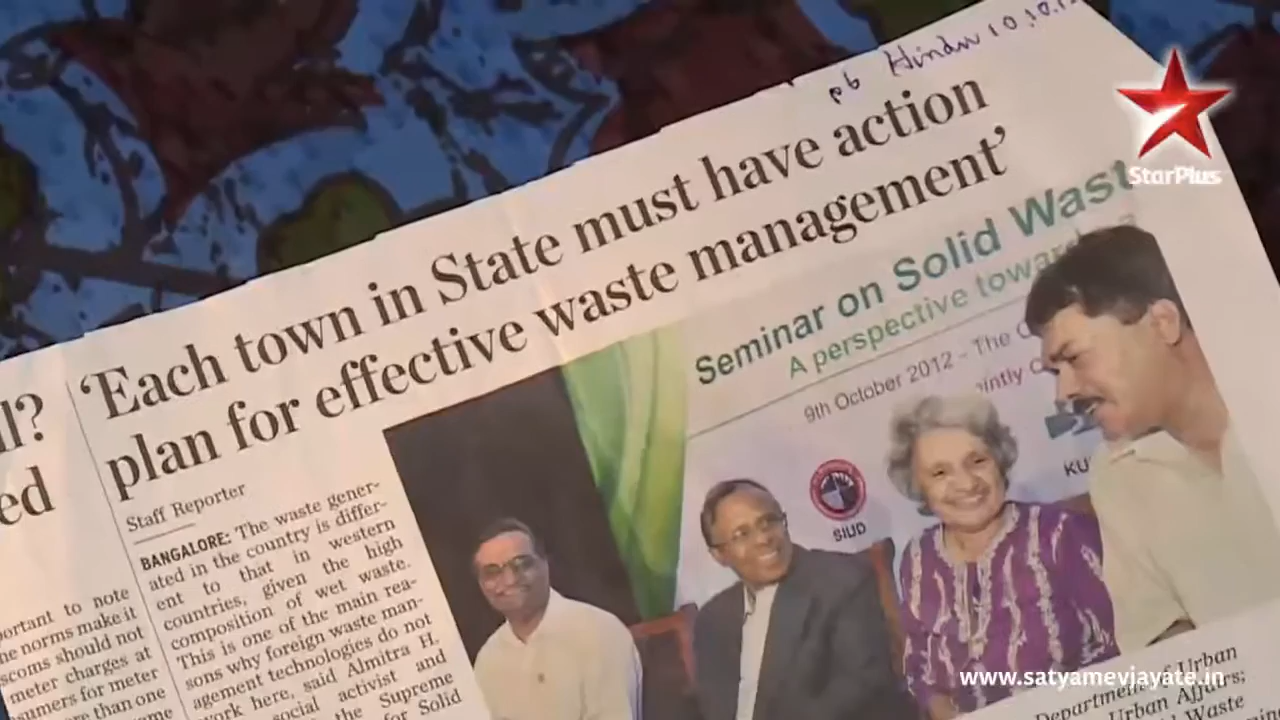 p6 Hindu 10.10.12
StarPlus
'Each town in State must have action
plan for effective waste management'
ll?
ed
Staff Reporter
BANGALORE: The waste gener-
ated in the country is differ-
ent to that in western
countries, given the high
composition of wet waste.
This is one of the main rea-
sons why foreign waste man-
agement technologies do not
work here, said Almitra H.
social activist and
the Supreme
for Solid
portant to note
he norms make it
scoms should not
meter charges at
sumers for meter
re than one
Seminar on Solid Wast
A perspective toward
9th October 2012 - The
ointly
SIUD
KU
Department of Urban
Urban Affairs;
Waste
www.satyamevjayate.in